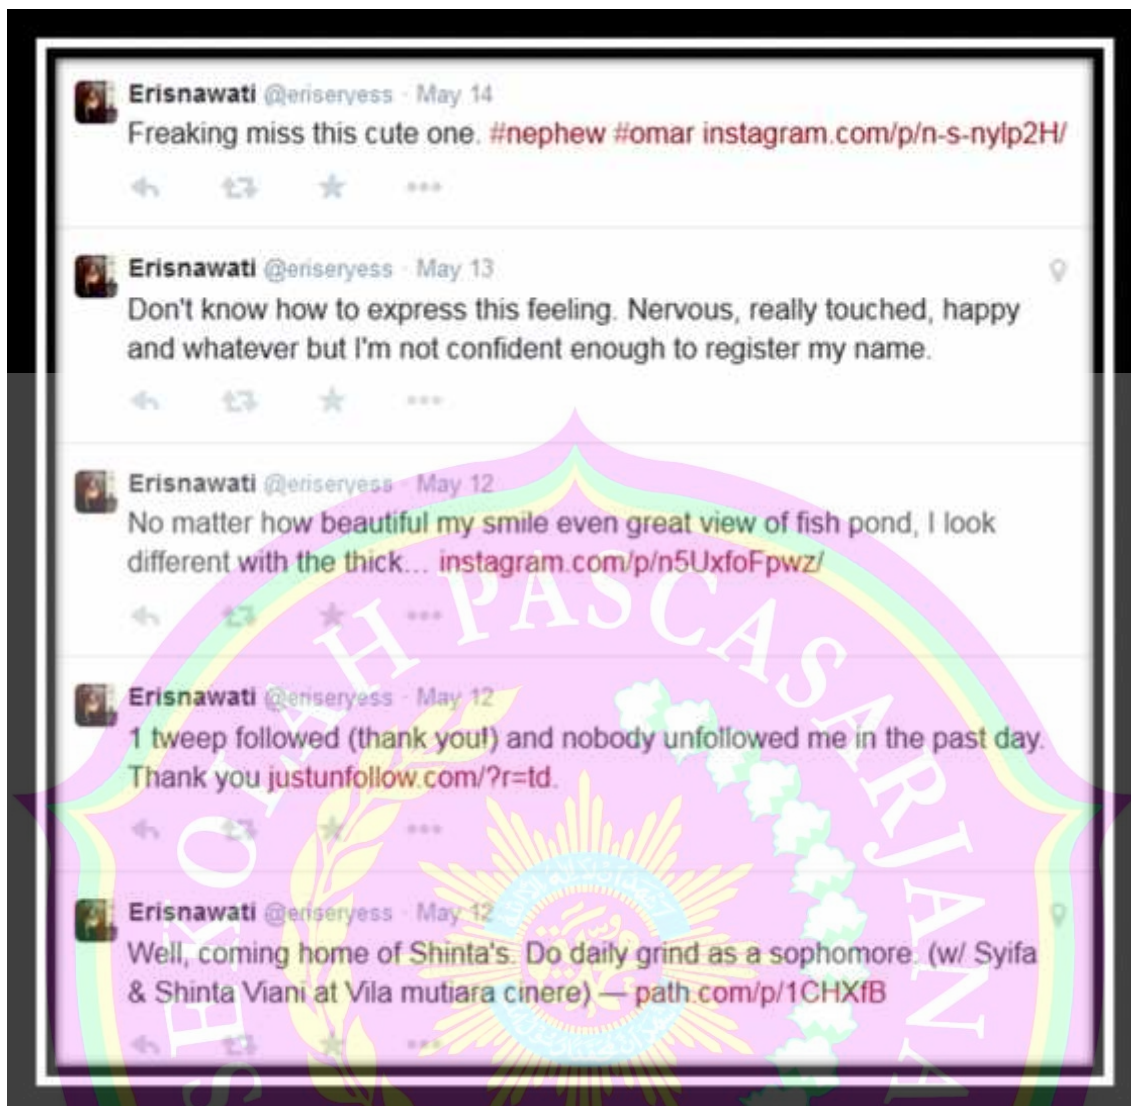 Erisnawati @eriseryess · May 14
Freaking miss this cute one. #nephew #omar instagram.com/p/n-s-nylp2H/
Erisnawati @eriseryess · May 13
Don't know how to express this feeling. Nervous, really touched, happy
and whatever but I'm not confident enough to register my name.
Erisnawati @eriseryess · May 12
No matter how beautiful my smile even great view of fish pond, I look
different with the thick... instagram.com/p/n5UxfoFpwz/
Erisnawati @eriseryess · May 12
1 tweep followed (thank you!) and nobody unfollowed me in the past day.
Thank you justunfollow.com/?r=td.
Erisnawati @eriseryess · May 12
Well, coming home of Shinta's. Do daily grind as a sophomore. (w/ Syifa
& Shinta Viani at Vila mutiara cinere) — path.com/p/1CHXfB
SEKOLAH PASCASARJANA